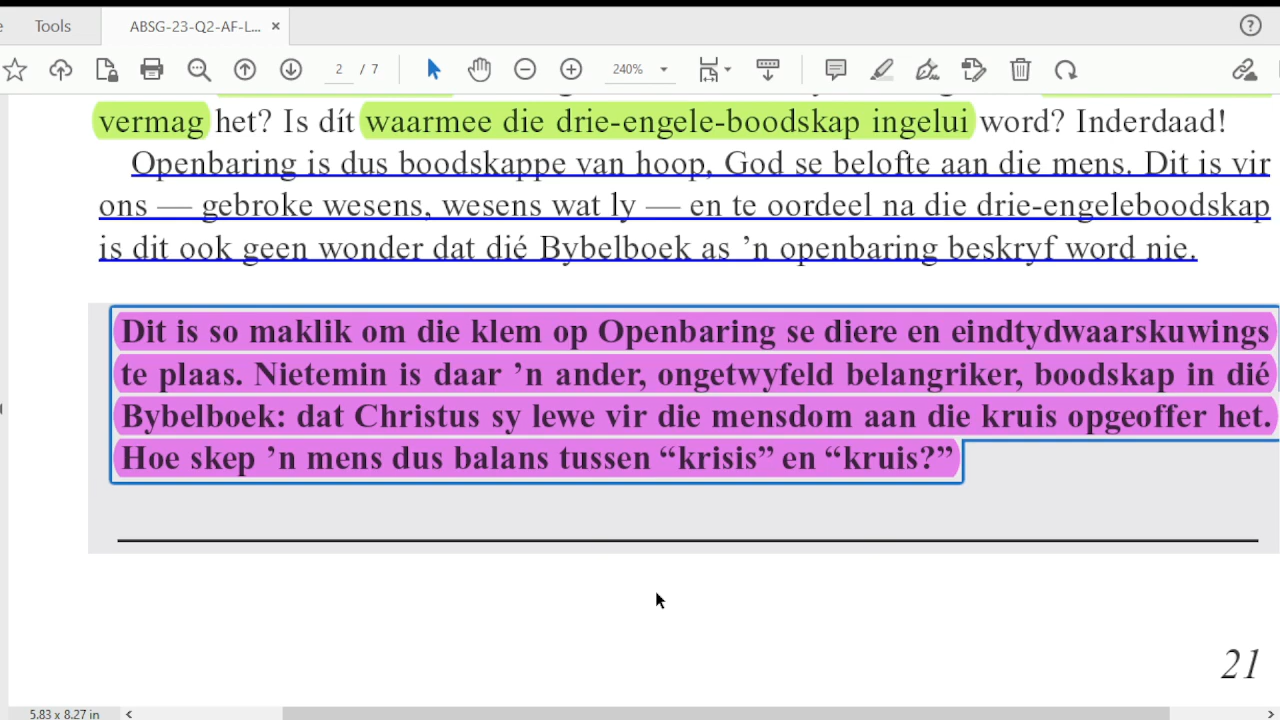 e Tools ABSG-23-Q2-AF-L... ×
2 / 7 240%
vermag het? Is dít waarmee die drie-engele-boodskap ingelui word? Inderdaad!
Openbaring is dus boodskappe van hoop, God se belofte aan die mens. Dit is vir
ons — gebroke wesens, wesens wat ly — en te oordeel na die drie-engeleboodskap
is dit ook geen wonder dat dié Bybelboek as ’n openbaring beskryf word nie.
Dit is so maklik om die klem op Openbaring se diere en eindtydwaarskuwings
te plaas. Nietemin is daar ’n ander, ongetwyfeld belangriker, boodskap in dié
Bybelboek: dat Christus sy lewe vir die mensdom aan die kruis opgeoffer het.
Hoe skep ’n mens dus balans tussen “krisis” en “kruis?”
21
5.83 x 8.27 in